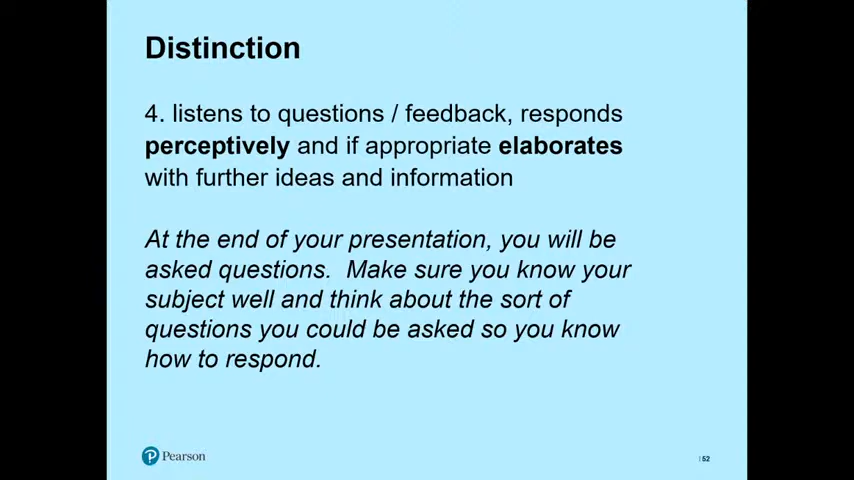 Distinction
4. listens to questions / feedback, responds
perceptively and if appropriate elaborates
with further ideas and information
At the end of your presentation, you will be
asked questions.  Make sure you know your
subject well and think about the sort of
questions you could be asked so you know
how to respond.
Pearson
| 52